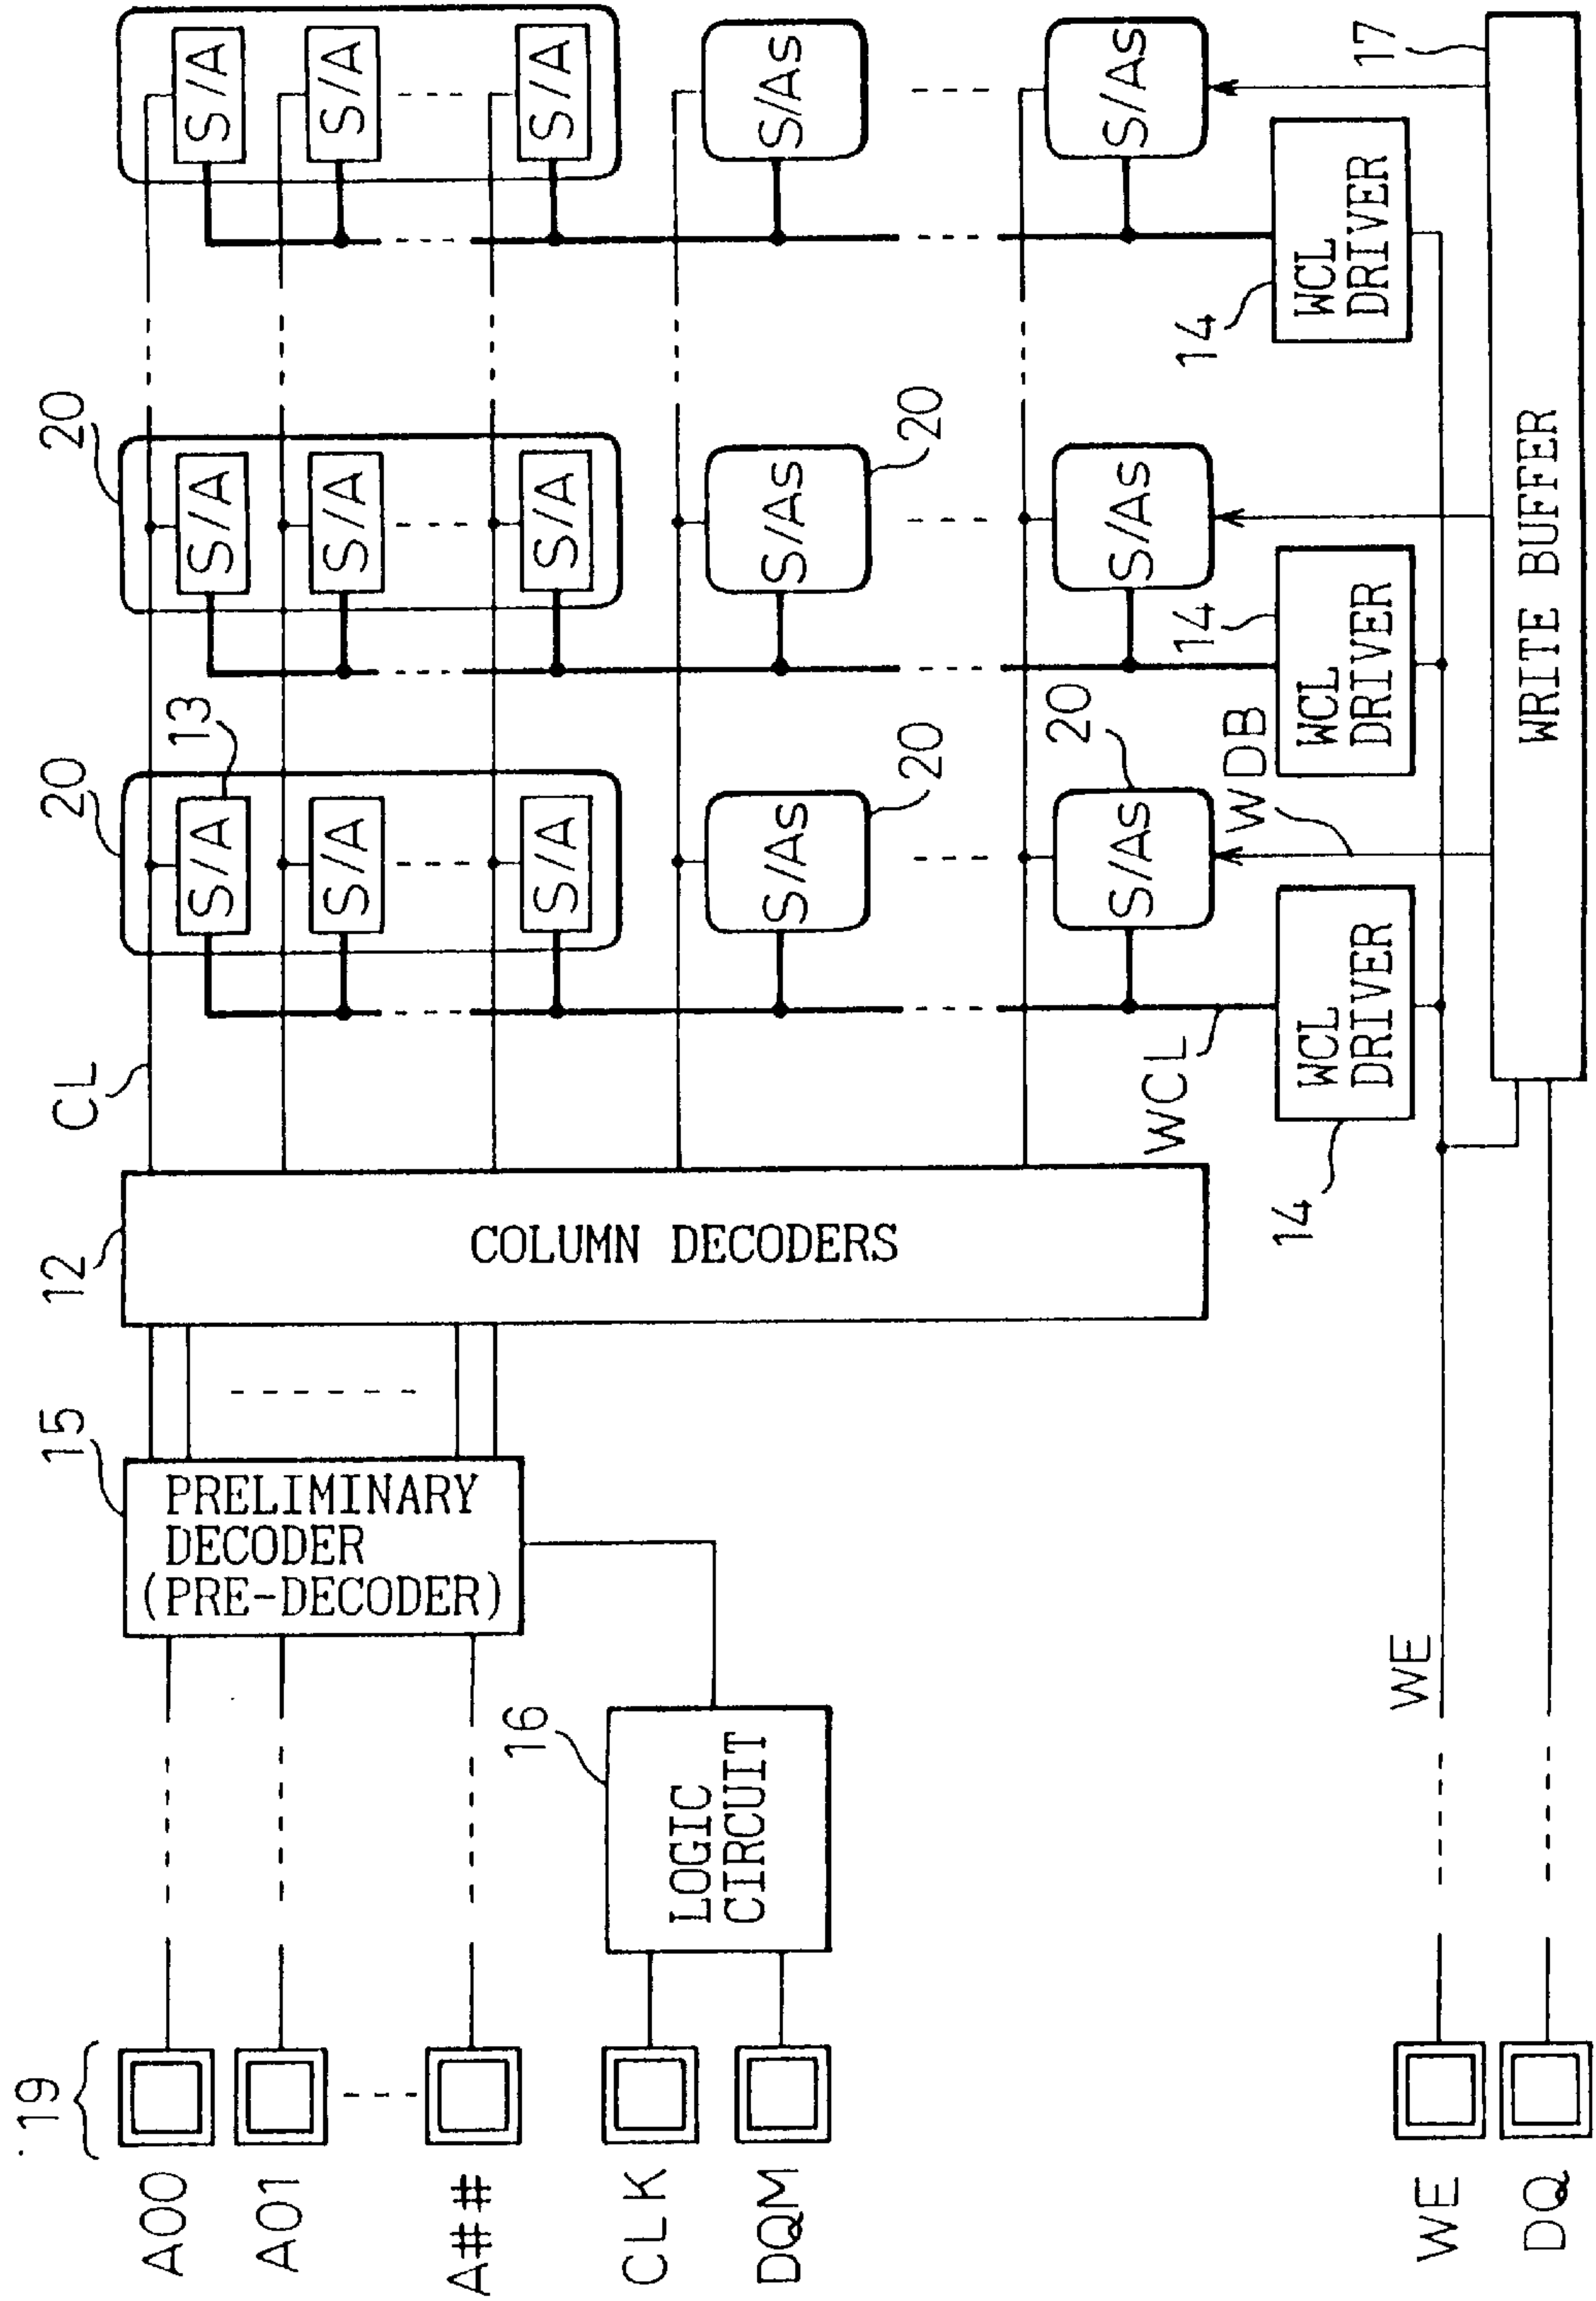 19
A00
A01
A##
CLK
DQM
WE
DQ
15
PRELIMINARY
DECODER
(PRE-DECODER)
16
LOGIC
CIRCUIT
WE
12
COLUMN DECODERS
CL
WCL
20
13
S/A
S/A
S/A
S/As
20
S/As
20
WDB
14
WCL
DRIVER
20
S/A
S/A
S/A
S/As
20
S/As
14
WCL
DRIVER
S/A
S/A
S/A
S/As
S/As
14
WCL
DRIVER
17
WRITE BUFFER